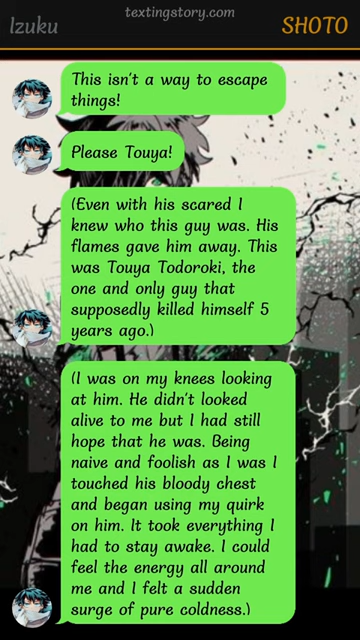 textingstory.com
Izuku
SHOTO
This isn't a way to escape
things!
Please Touya!
(Even with his scared I
knew who this guy was. His
flames gave him away. This
was Touya Todoroki, the
one and only guy that
supposedly killed himself 5
years ago.)
(I was on my knees looking
at him. He didn't looked
alive to me but I had still
hope that he was. Being
naive and foolish as I was I
touched his bloody chest
and began using my quirk
on him. It took everything I
had to stay awake. I could
feel the energy all around
me and I felt a sudden
surge of pure coldness.)